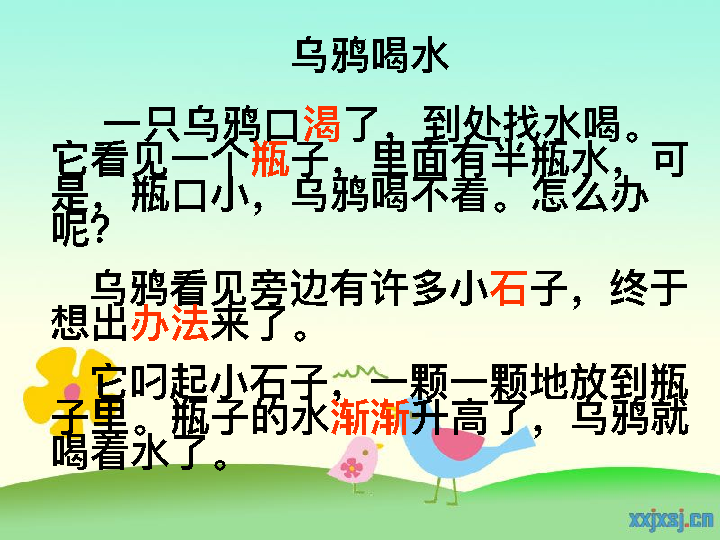 乌鸦喝水
一只乌鸦口渴了，到处找水喝。
它看见一个瓶子，里面有半瓶水，可
是，瓶口小，乌鸦喝不着。怎么办
呢？
乌鸦看见旁边有许多小石子，终于
想出办法来了。
它叼起小石子，一颗一颗地放到瓶
子里。瓶子的水渐渐升高了，乌鸦就
喝着水了。
xxjxsj.cn